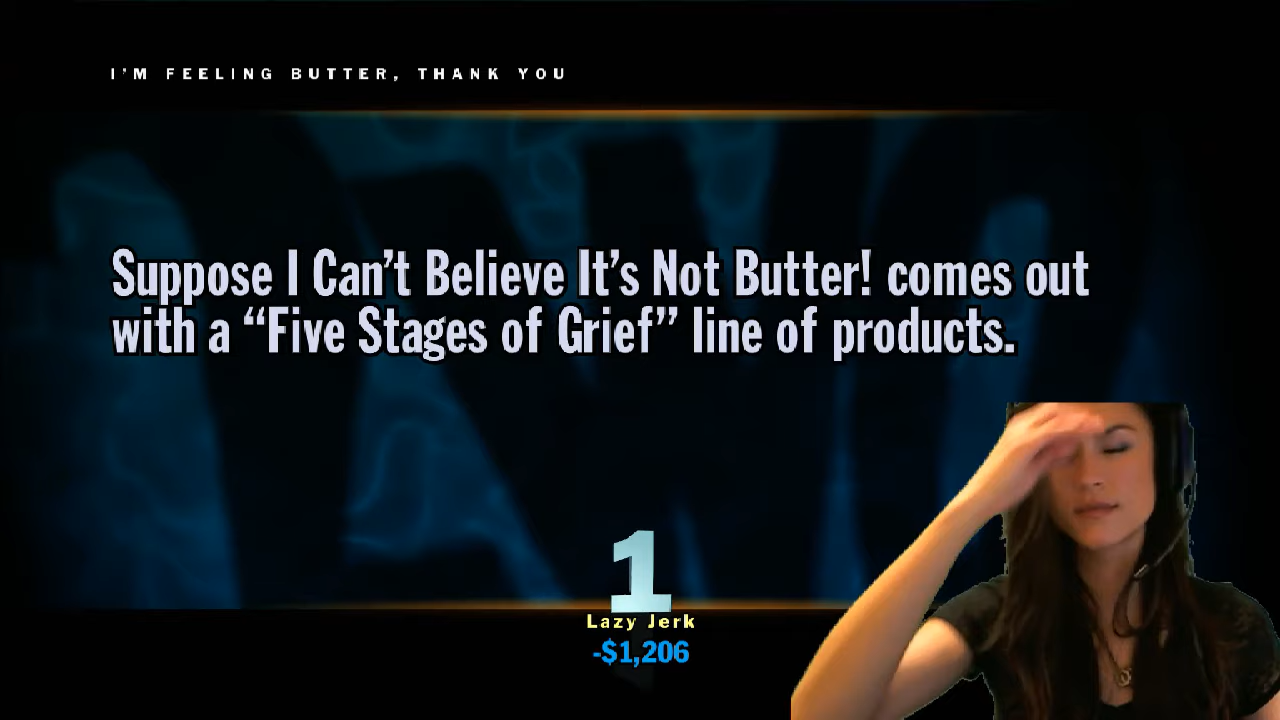 I'M FEELING BUTTER, THANK YOU
Suppose I Can't Believe It's Not Butter! comes out
with a “Five Stages of Grief” line of products.
1
Lazy Jerk
-$1,206